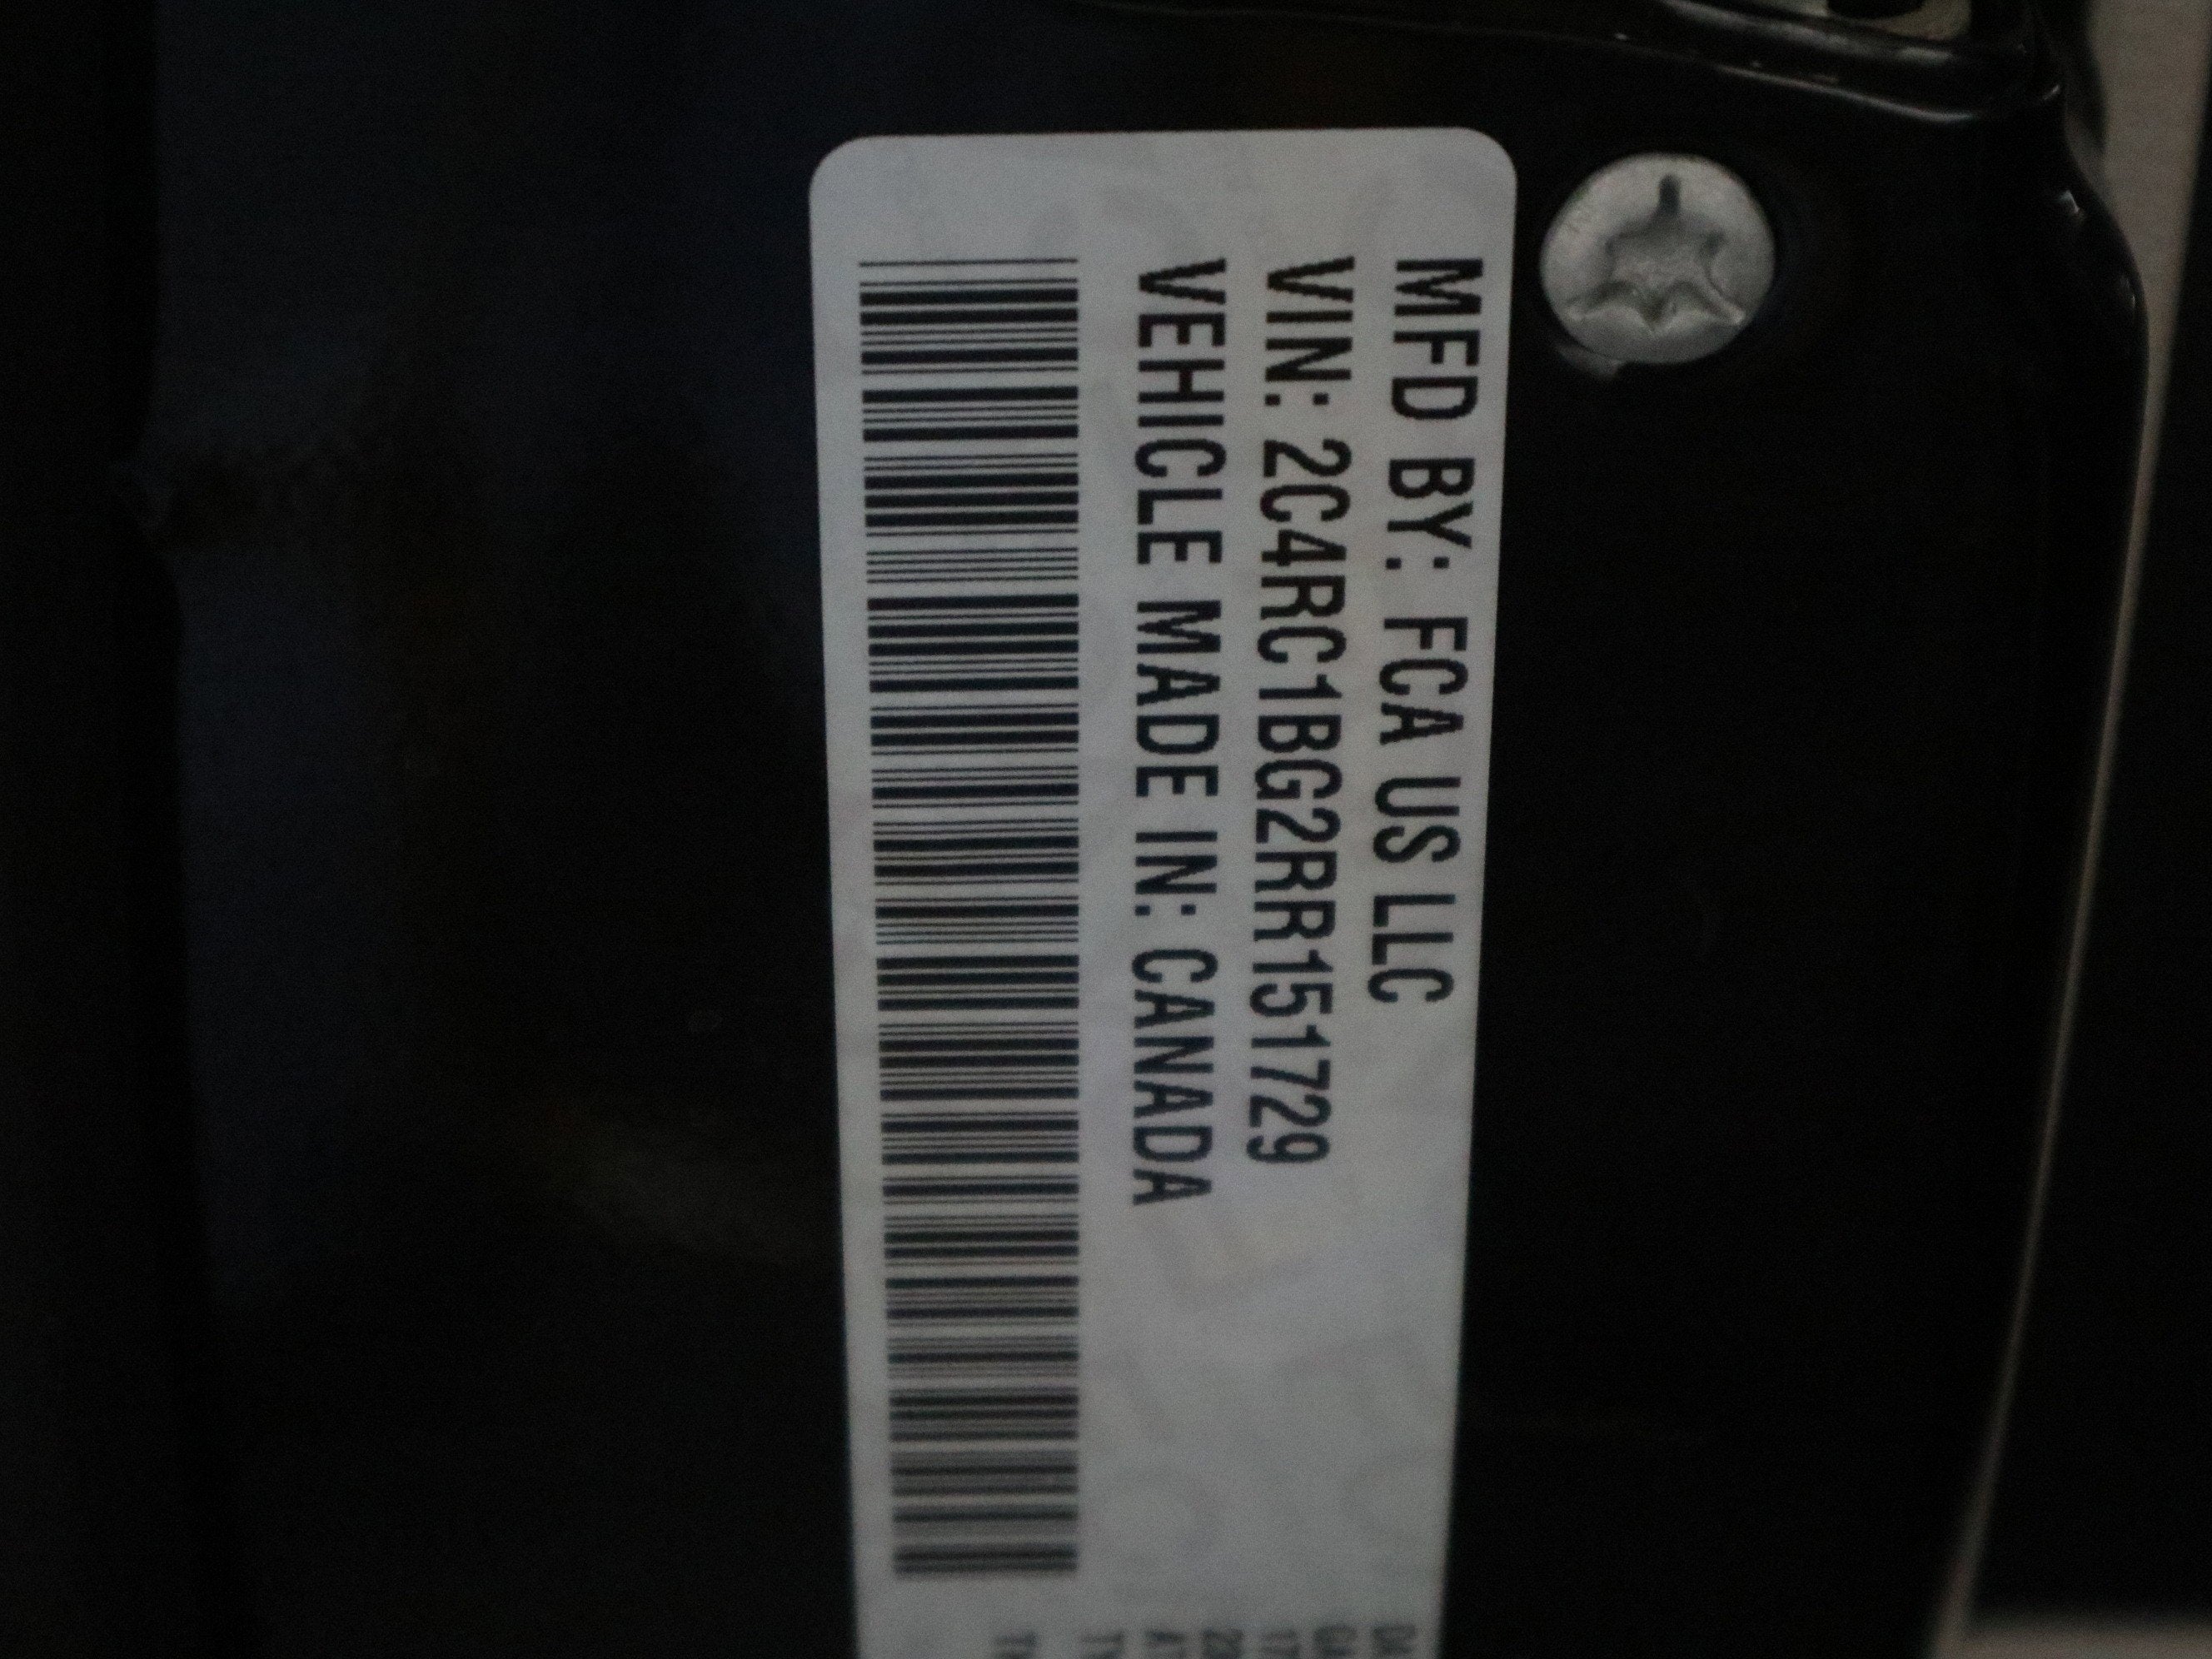 MFD BY: FCA US LLC
VIN: 2C4RC1BG2RR151729
VEHICLE MADE IN: CANADA